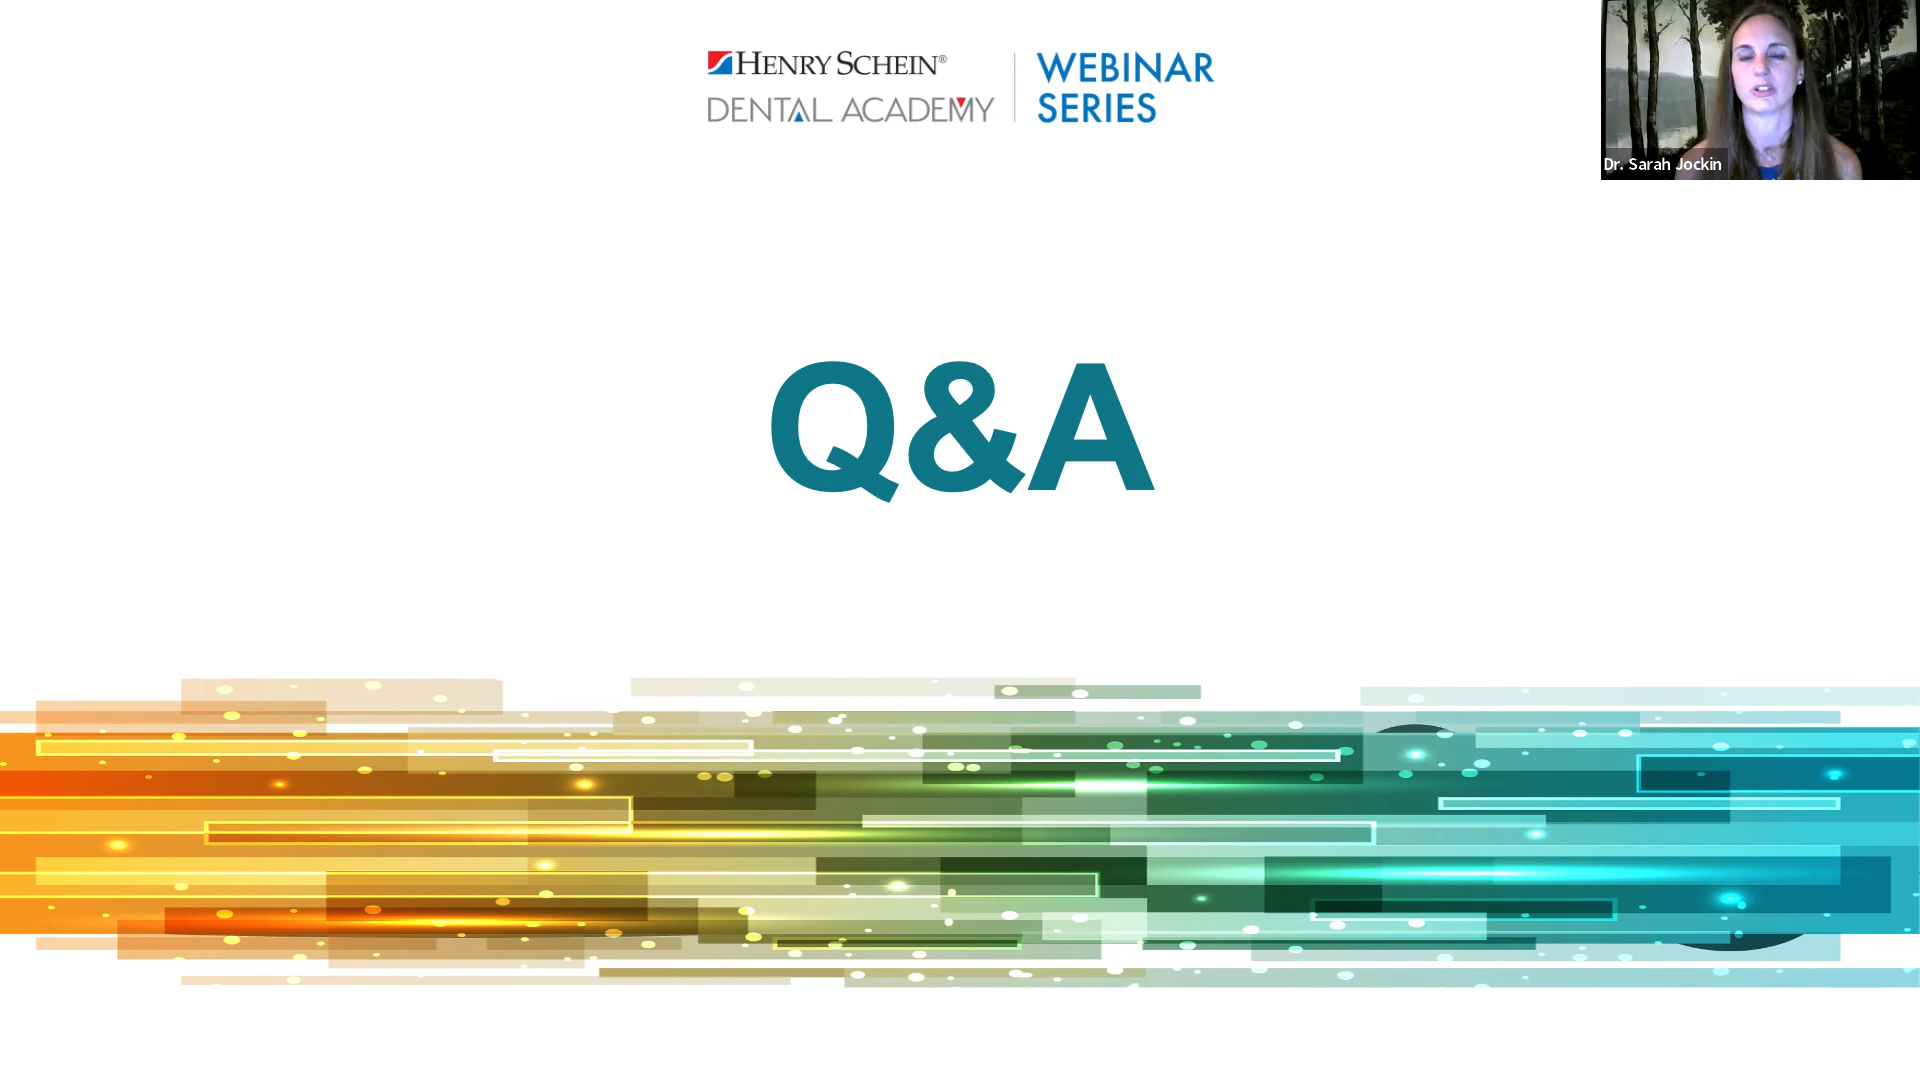 HENRY SCHEIN®
DENTAL ACADEMY
WEBINAR
SERIES
Dr. Sarah Jockin
Q&A